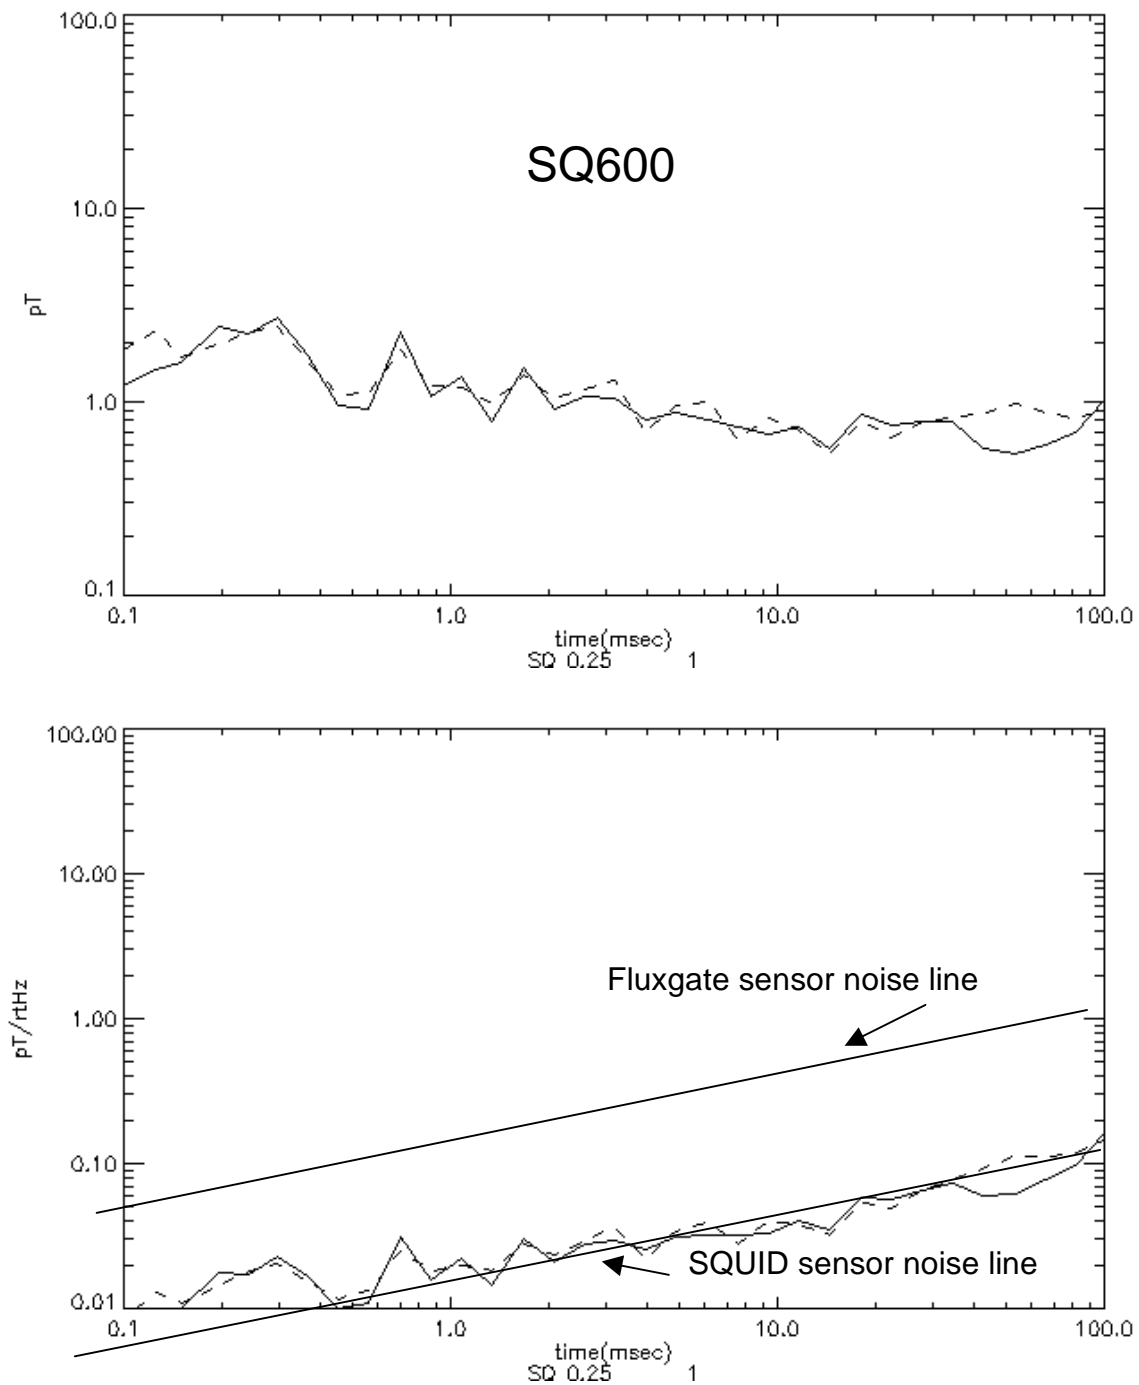 100.0
SQ600
10.0
pT
1.0
0.1
0.1 1.0 10.0 100.0
time(msec)
SQ 0.25 1
100.00
10.00
Fluxgate sensor noise line
1.00
pT/rtHz
0.10
SQUID sensor noise line
0.01
0.1 1.0 10.0 100.0
time(msec)
SQ 0.25 1